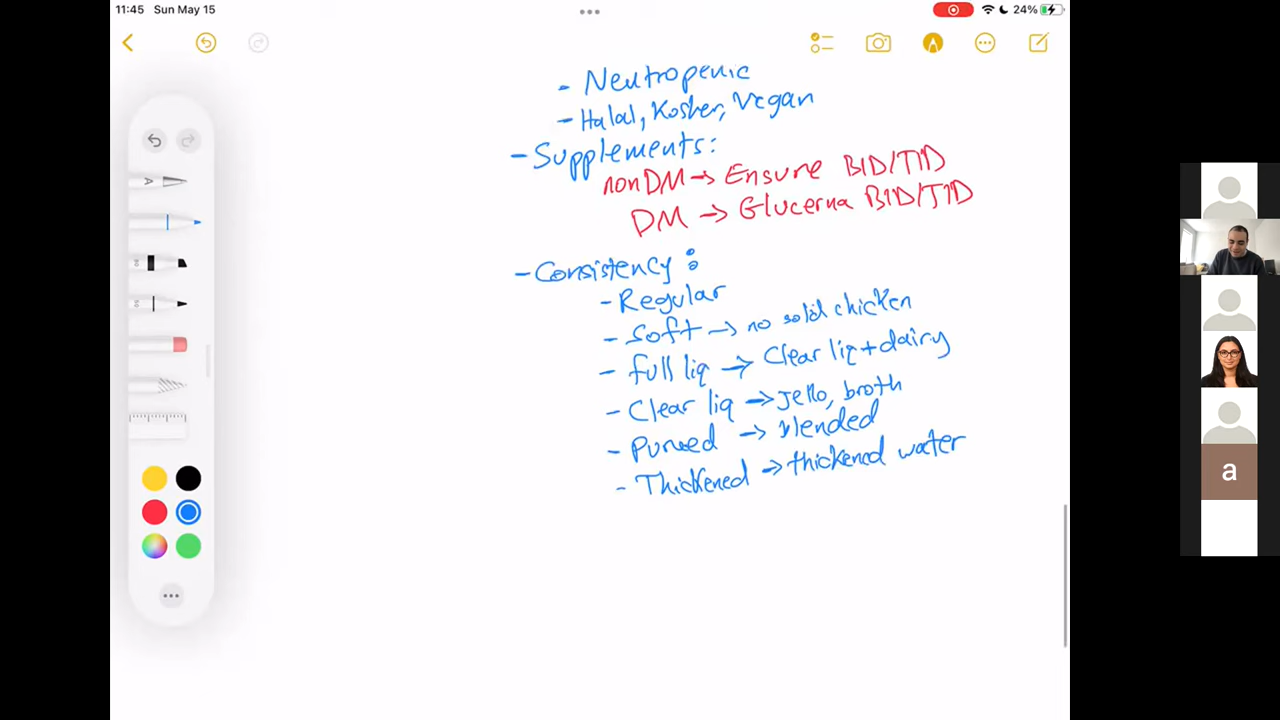 11:45 Sun May 15
24%
- Neutropenic
- Halal, Kosher, Vegan
- Supplements:
nonDM → Ensure BID/TID
DM → Glucerna BID/TID
- Consistency:
- Regular
- Soft → no solid chicken
- full liq → Clear liq + dairy
- Clear liq → Jello, broth
- Pureed → blended
- Thickened → thickened water
a